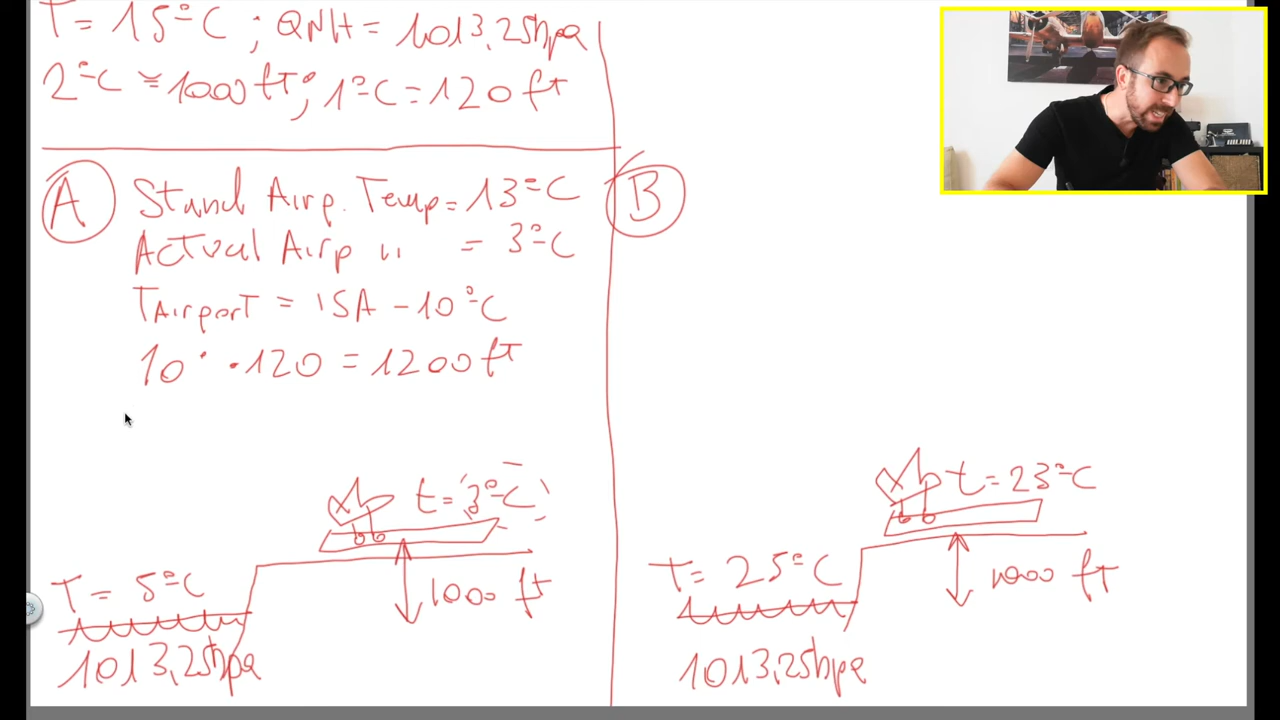 T = 15°C ; QNH = 1013,25hpa
2°C ≃ 1000 ft ; 1°C = 120 ft
A
Stand Airp. Temp = 13°C
Actual Airp " = 3°C
TAirport = ISA - 10°C
10° · 120 = 1200 ft
t = 3°C
T = 5°C
1000 ft
1013,25hpa
B
t = 23°C
T = 25°C
1000 ft
1013,25hpa